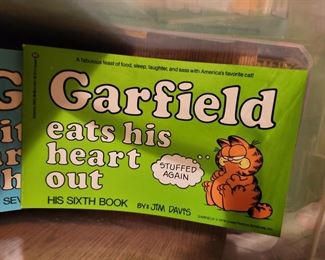 A fabulous feast of food, sleep, laughter, and sass with America's favorite cat!
Garfield
eats his
heart
out
STUFFED
AGAIN
HIS SIXTH BOOK
BY: JIM DAVIS
G
SEV